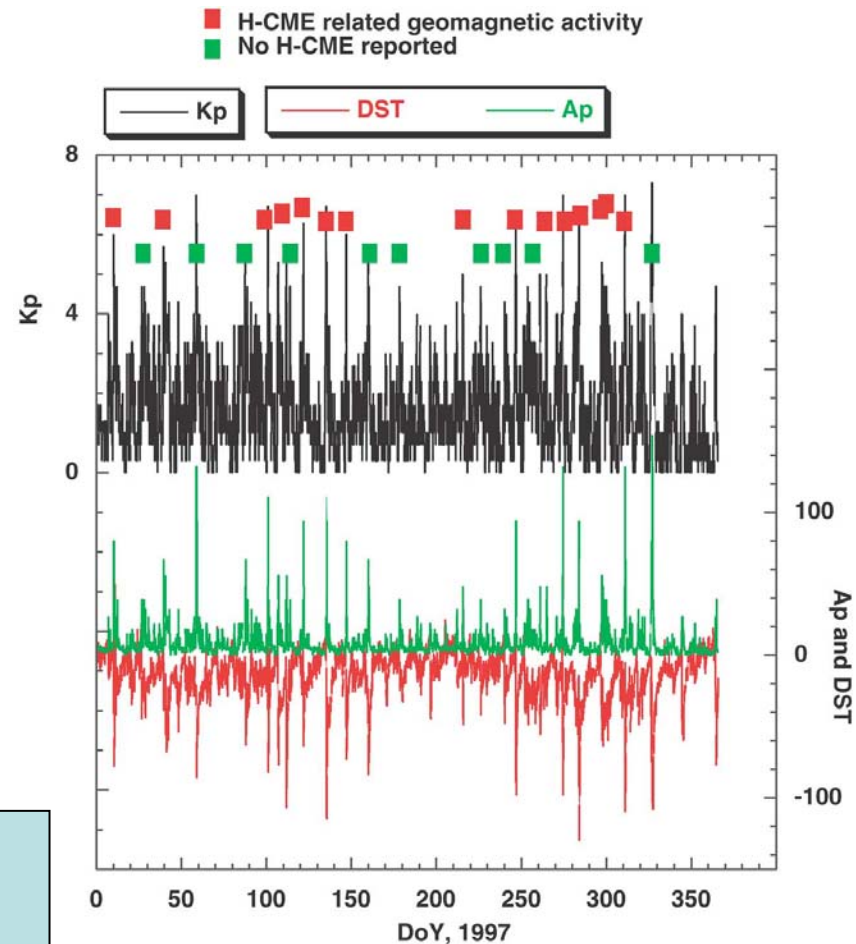 H-CME related geomagnetic activity
No H-CME reported
Kp
DST
Ap
8
4
0
Kp
100
0
-100
Ap and DST
0
50
100
150
200
250
300
350
DoY, 1997